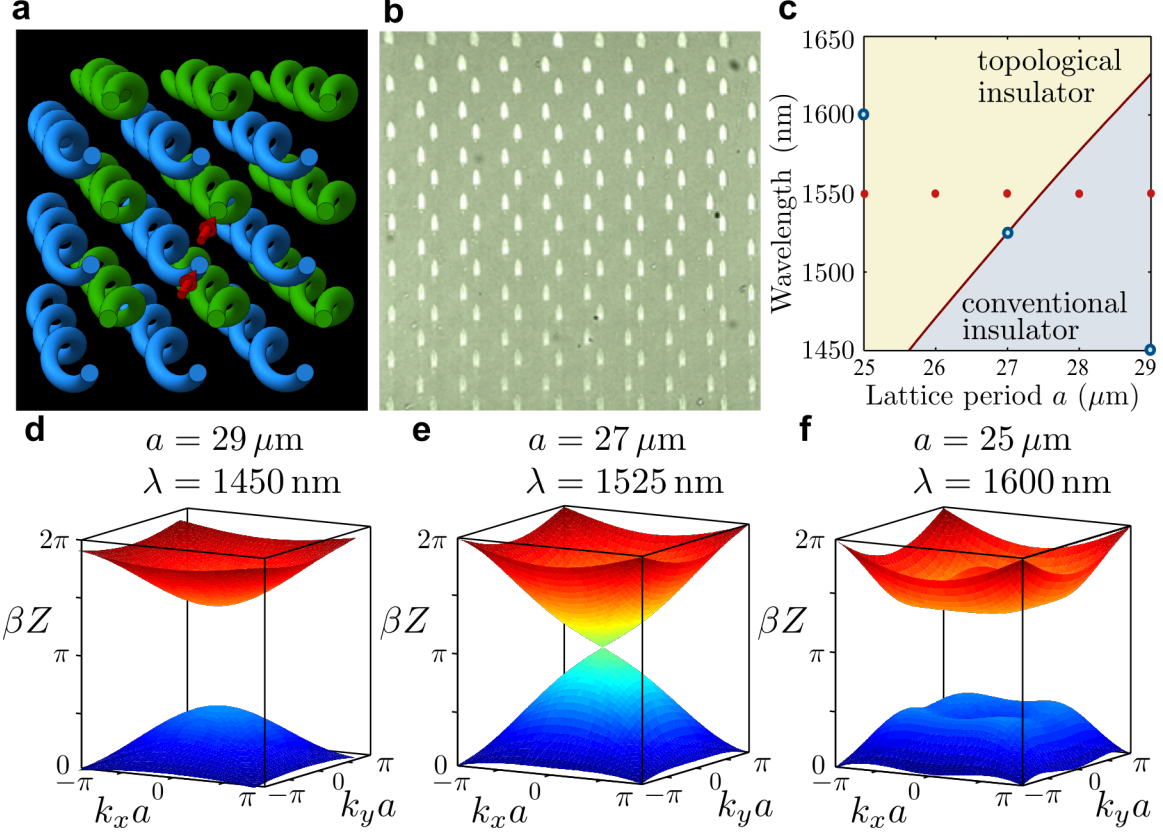 a
b
c
1650
1600
1550
1500
1450
Wavelength (nm)
topological
insulator
conventional
insulator
25 26 27 28 29
Lattice period a (μm)
d
a = 29 μm
λ = 1450 nm
2π
βZ
π
0
−π 0 π
k_x a
−π 0 π
k_y a
e
a = 27 μm
λ = 1525 nm
2π
βZ
π
0
−π 0 π
k_x a
−π 0 π
k_y a
f
a = 25 μm
λ = 1600 nm
2π
βZ
π
0
−π 0 π
k_x a
−π 0 π
k_y a